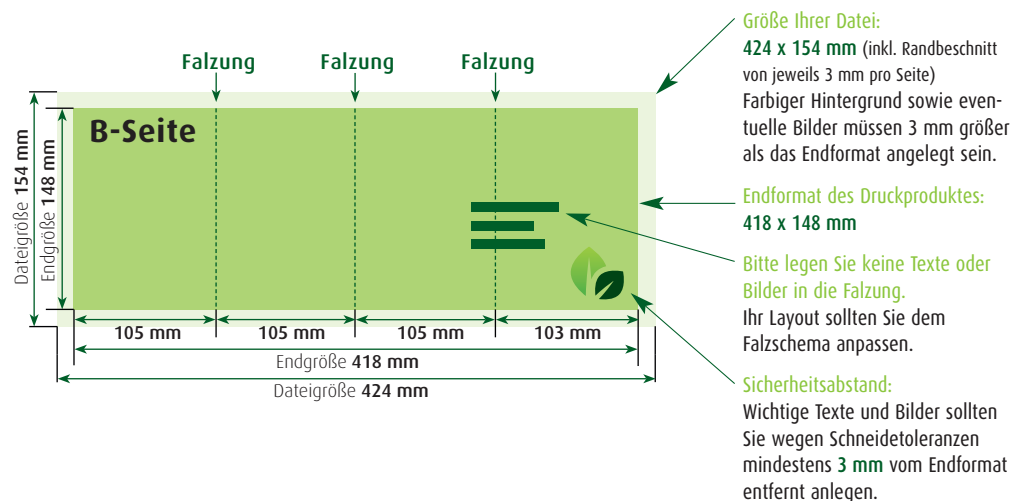 Falzung
Falzung
Falzung
B-Seite
Dateigröße 154 mm
Endgröße 148 mm
105 mm
105 mm
105 mm
103 mm
Endgröße 418 mm
Dateigröße 424 mm
Größe Ihrer Datei:
424 x 154 mm (inkl. Randbeschnitt
von jeweils 3 mm pro Seite)
Farbiger Hintergrund sowie even-
tuelle Bilder müssen 3 mm größer
als das Endformat angelegt sein.
Endformat des Druckproduktes:
418 x 148 mm
Bitte legen Sie keine Texte oder
Bilder in die Falzung.
Ihr Layout sollten Sie dem
Falzschema anpassen.
Sicherheitsabstand:
Wichtige Texte und Bilder sollten
Sie wegen Schneidetoleranzen
mindestens 3 mm vom Endformat
entfernt anlegen.